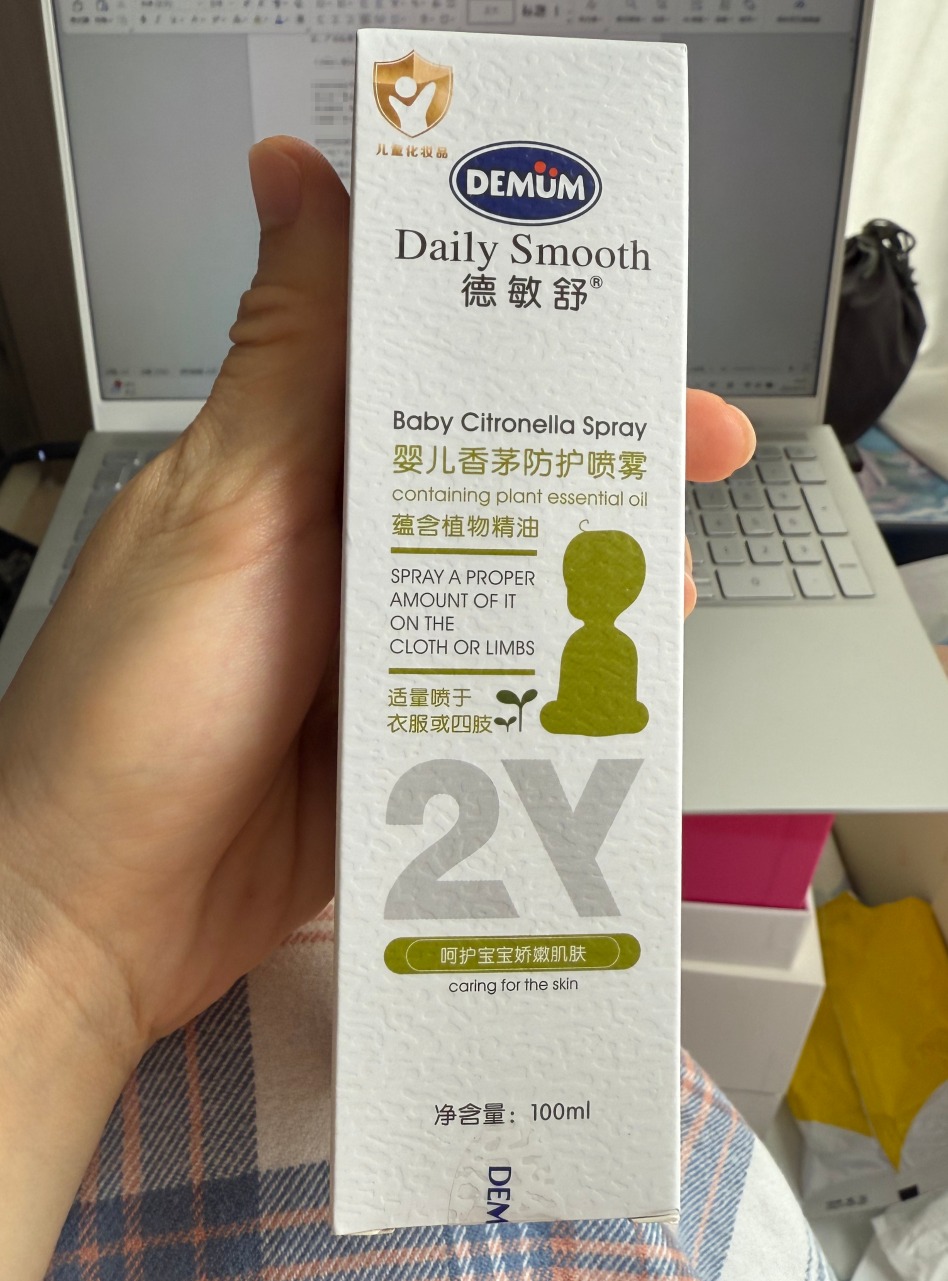 儿童化妆品
DEMÜM
Daily Smooth
德敏舒®
Baby Citronella Spray
婴儿香茅防护喷雾
containing plant essential oil
蕴含植物精油
SPRAY A PROPER
AMOUNT OF IT
ON THE
CLOTH OR LIMBS
适量喷于
衣服或四肢
2Y
呵护宝宝娇嫩肌肤
caring for the skin
净含量：100ml
DEM